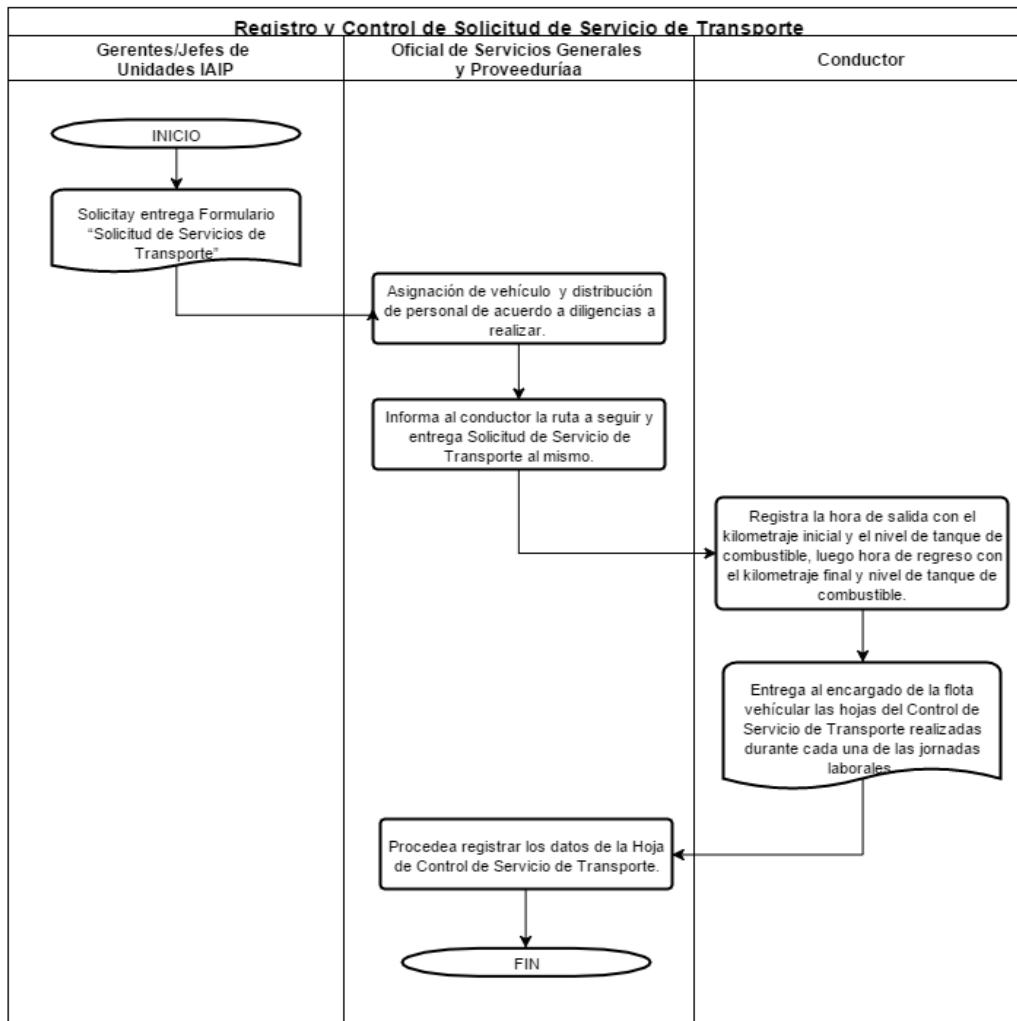 Registro y Control de Solicitud de Servicio de Transporte
Gerentes/Jefes de
Unidades IAIP
Oficial de Servicios Generales
y Proveeduríaa
Conductor
INICIO
Solicitay entrega Formulario
“Solicitud de Servicios de
Transporte”
Asignación de vehículo y distribución
de personal de acuerdo a diligencias a
realizar.
Informa al conductor la ruta a seguir y
entrega Solicitud de Servicio de
Transporte al mismo.
Registra la hora de salida con el
kilometraje inicial y el nivel de tanque de
combustible, luego hora de regreso con
el kilometraje final y nivel de tanque de
combustible.
Entrega al encargado de la flota
vehícular las hojas del Control de
Servicio de Transporte realizadas
durante cada una de las jornadas
laborales
Procedea registrar los datos de la Hoja
de Control de Servicio de Transporte.
FIN